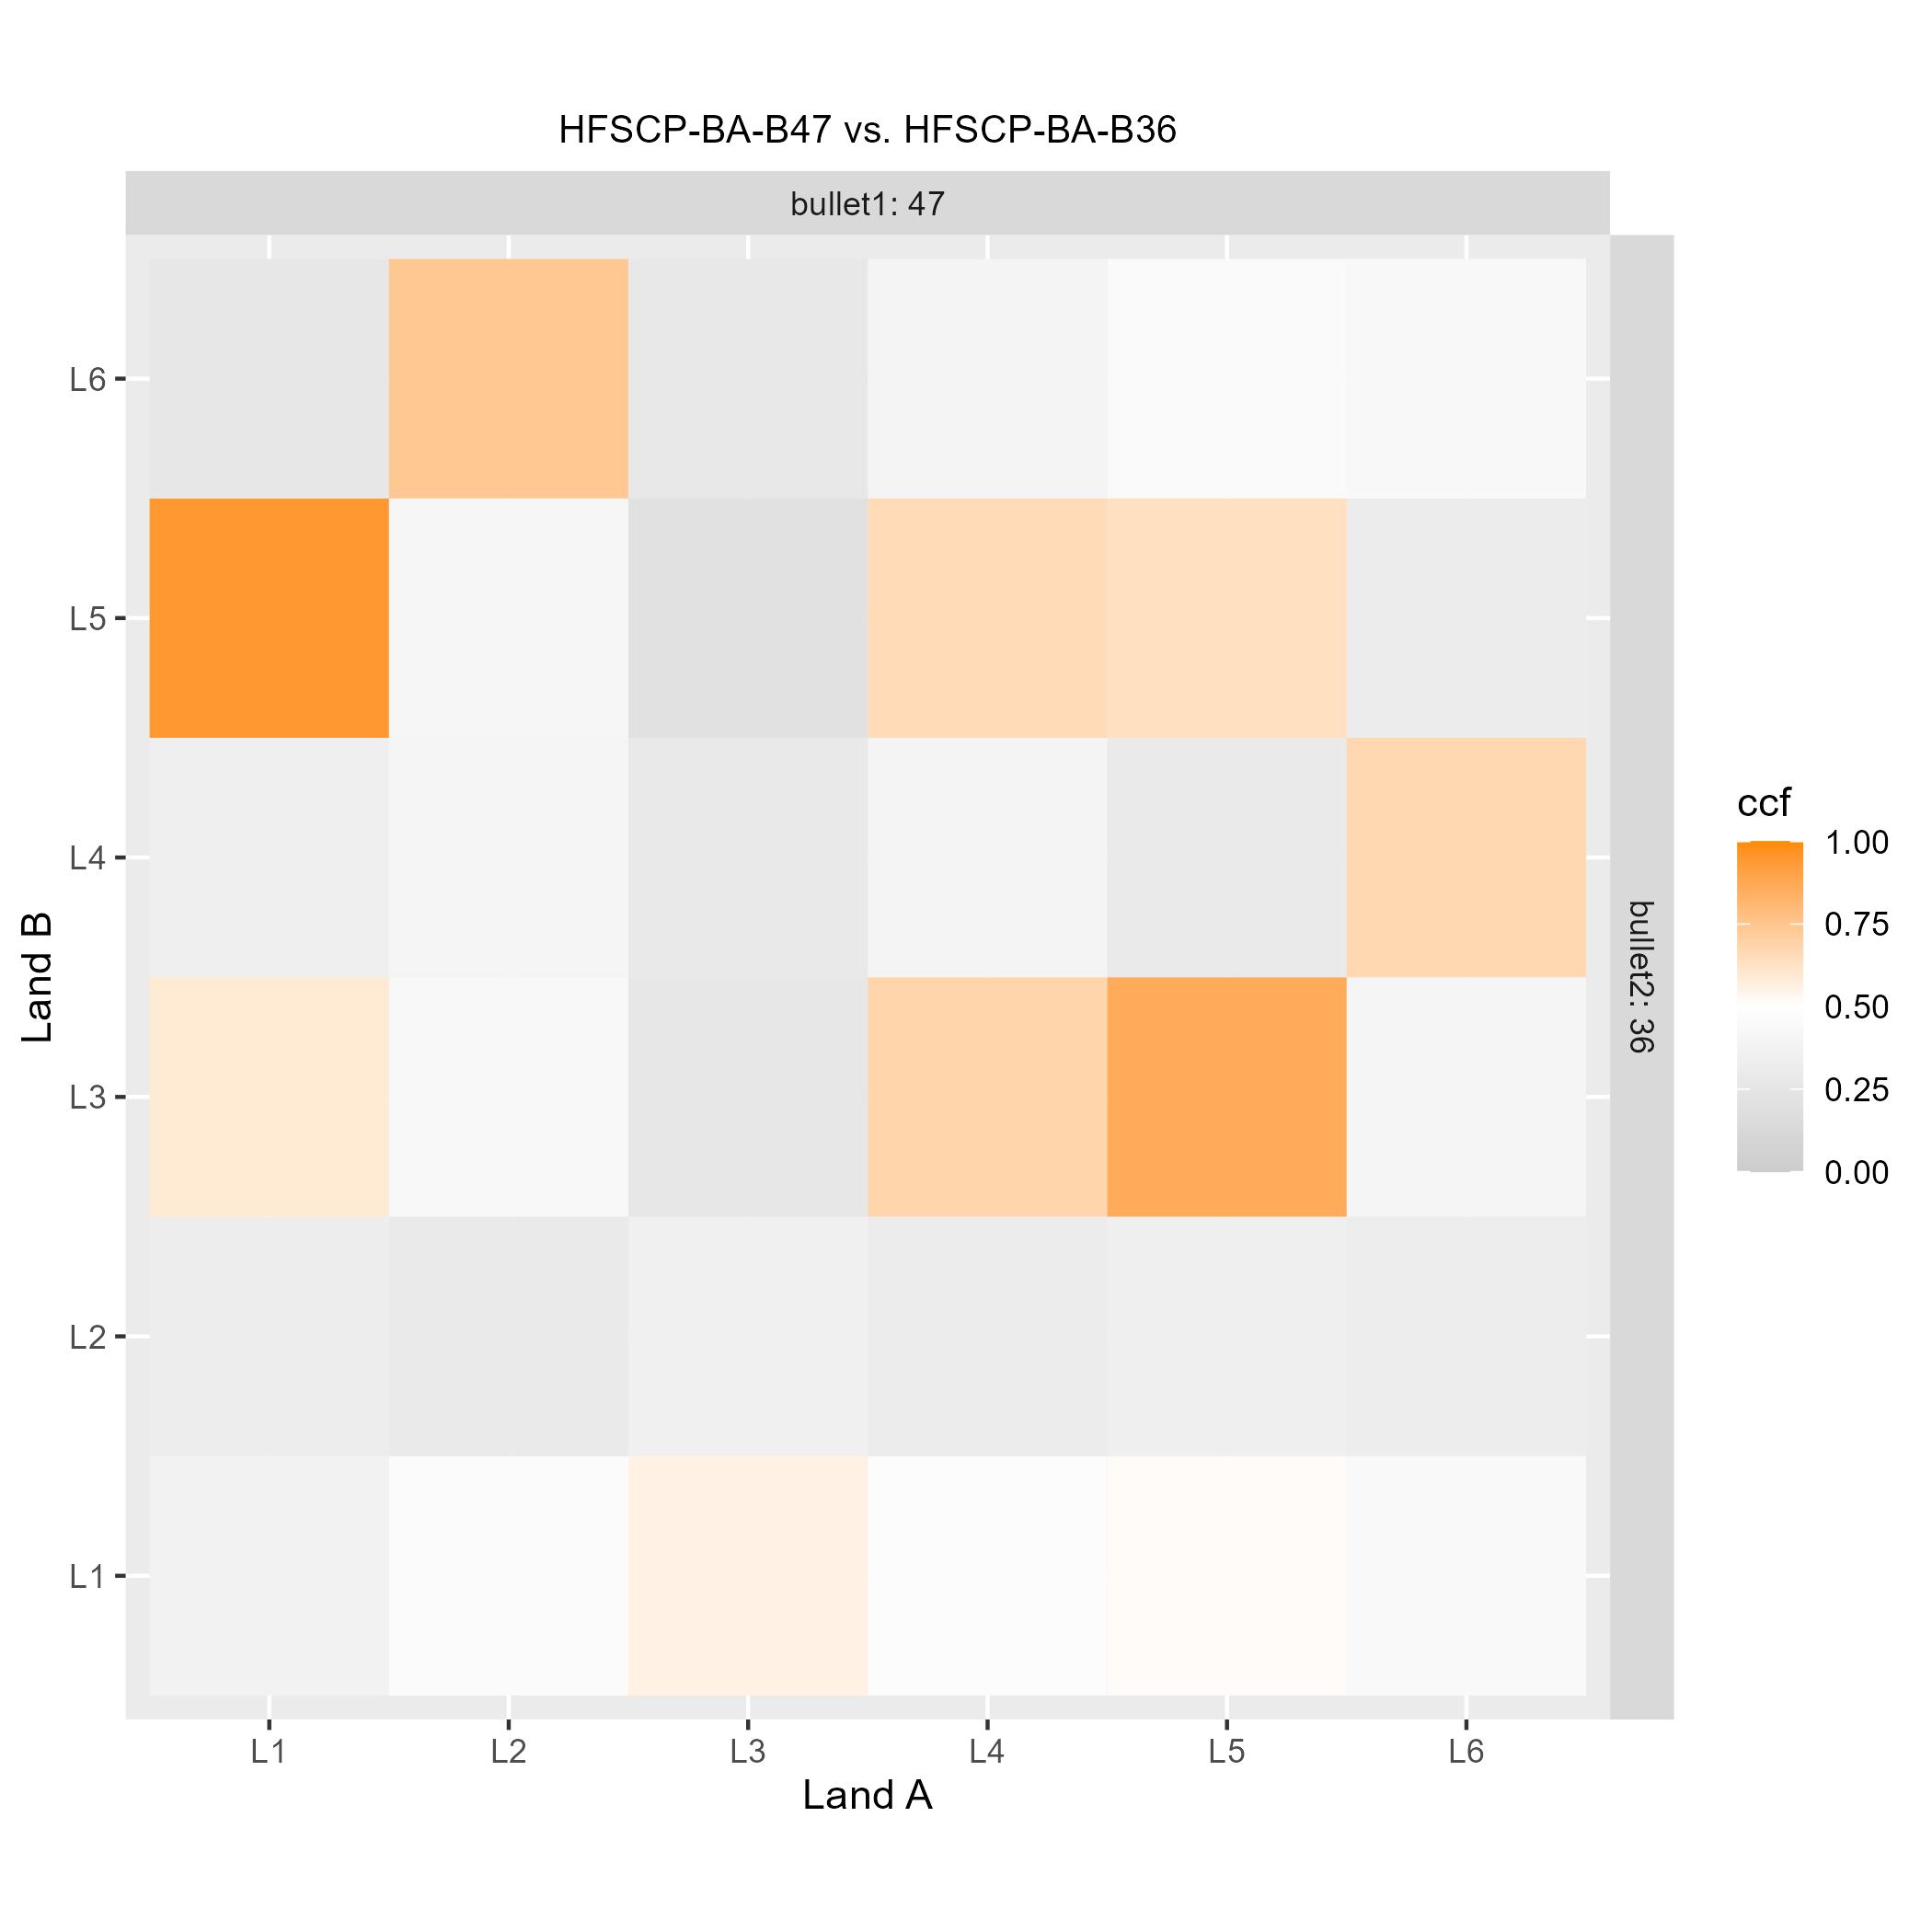 HFSCP-BA-B47 vs. HFSCP-BA-B36
bullet1: 47
L6
L5
L4
L3
L2
L1
Land B
bullet2: 36
ccf
1.00
0.75
0.50
0.25
0.00
L1 L2 L3 L4 L5 L6
Land A